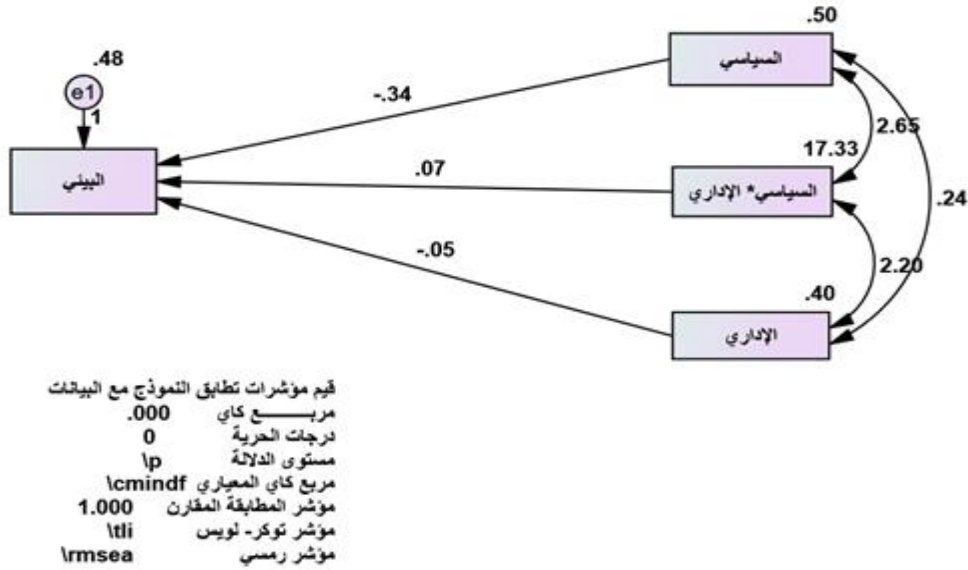 .50
السياسي
.48
e1
1
-.34
2.65
17.33
البيئي
.07
السياسي* الإداري
.24
-.05
2.20
.40
الإداري
قيم مؤشرات تطابق النموذج مع البيانات
مربـــــــع كاي .000
درجات الحرية 0
مستوى الدلالة \p
مربع كاي المعياري \cmindf
مؤشر المطابقة المقارن 1.000
مؤشر توكر- لويس \tli
مؤشر رمسي \rmsea